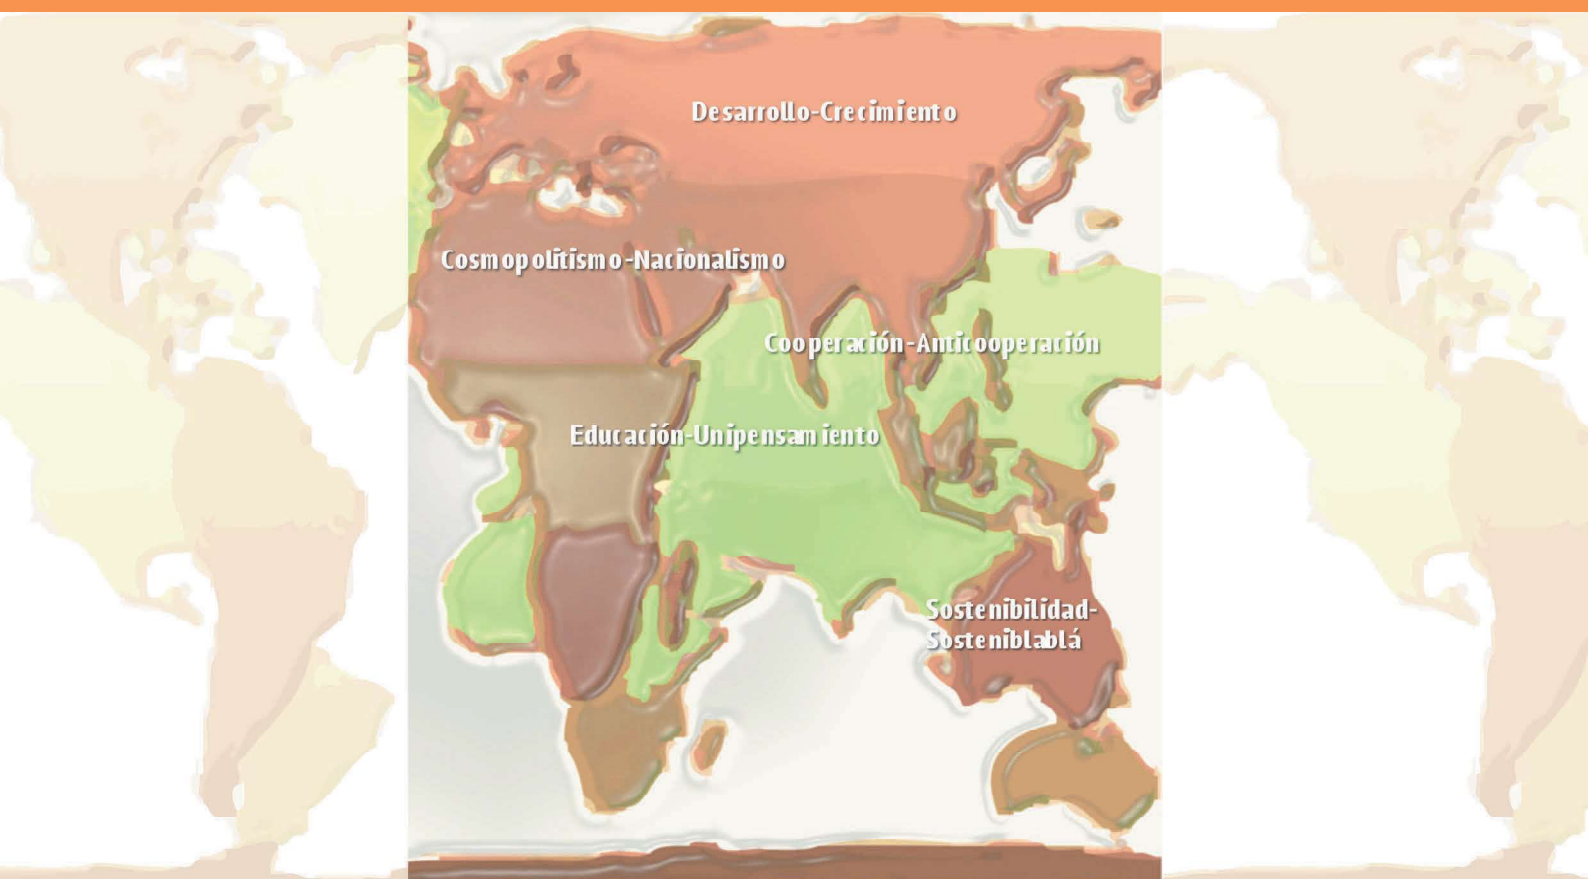 Desarrollo-Crecimiento
Cosmopolitismo-Nacionalismo
Cooperación-Anticooperación
Educación-Unipensamiento
Sostenibilidad-
Sosteniblablá